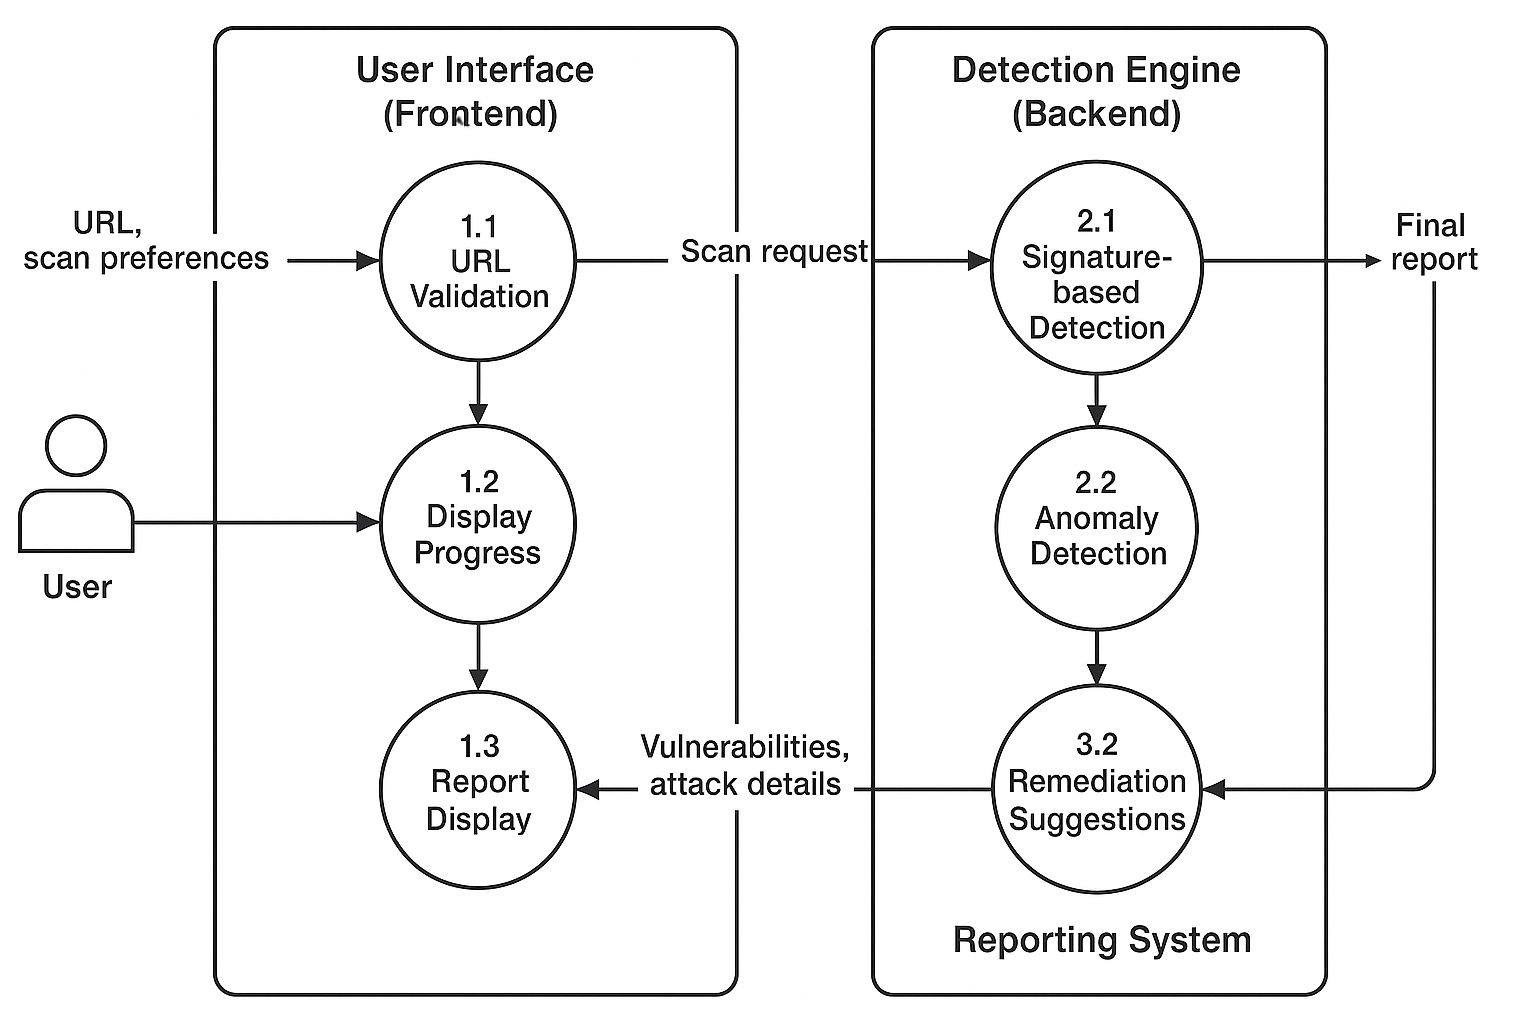 User Interface
(Frontend)
Detection Engine
(Backend)
URL,
scan preferences
1.1
URL
Validation
Scan request
2.1
Signature-
based
Detection
Final
report
User
1.2
Display
Progress
2.2
Anomaly
Detection
1.3
Report
Display
Vulnerabilities,
attack details
3.2
Remediation
Suggestions
Reporting System